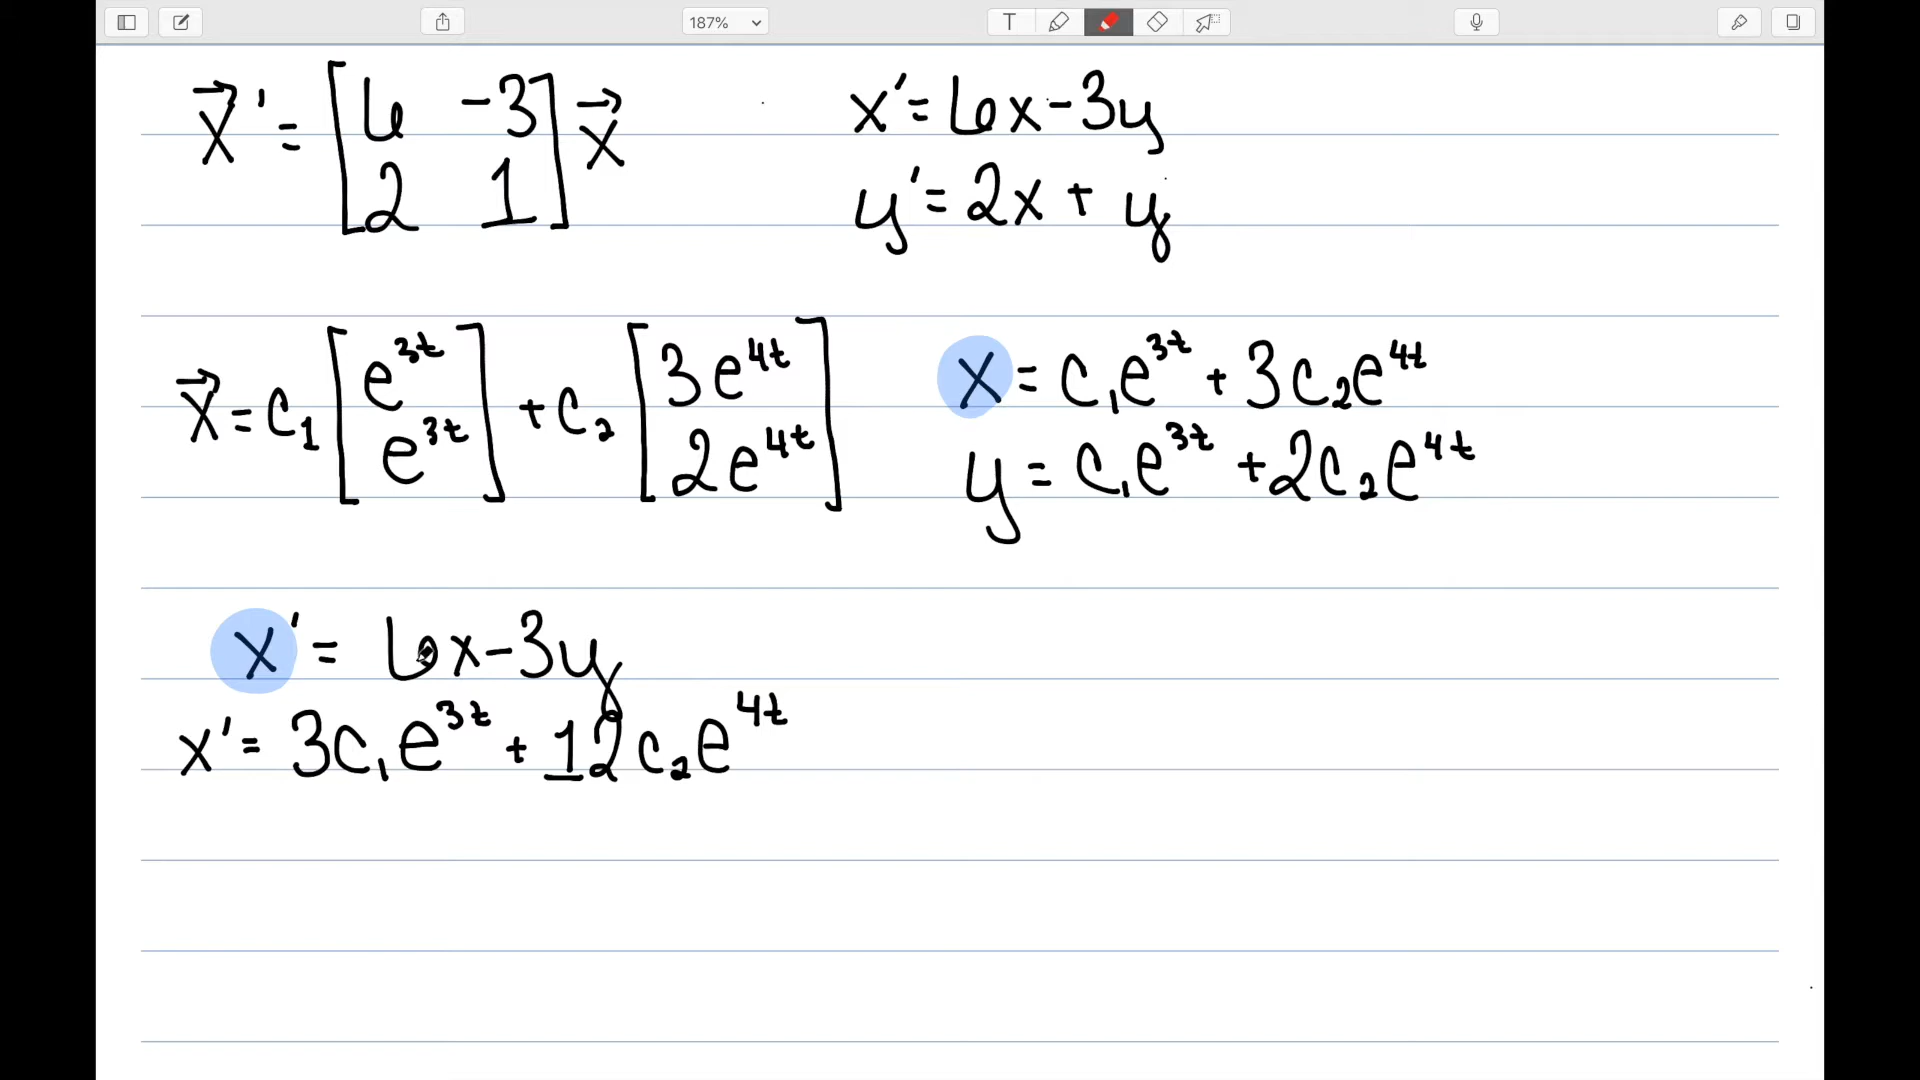 187%
T
X⃗' = [6 -3; 2 1] X⃗
x' = 6x - 3y
y' = 2x + y
X⃗ = c₁ [e^{3t}; e^{3t}] + c₂ [3e^{4t}; 2e^{4t}]
x = c₁e^{3t} + 3c₂e^{4t}
y = c₁e^{3t} + 2c₂e^{4t}
x' = 6x - 3y
x' = 3c₁e^{3t} + 12c₂e^{4t}